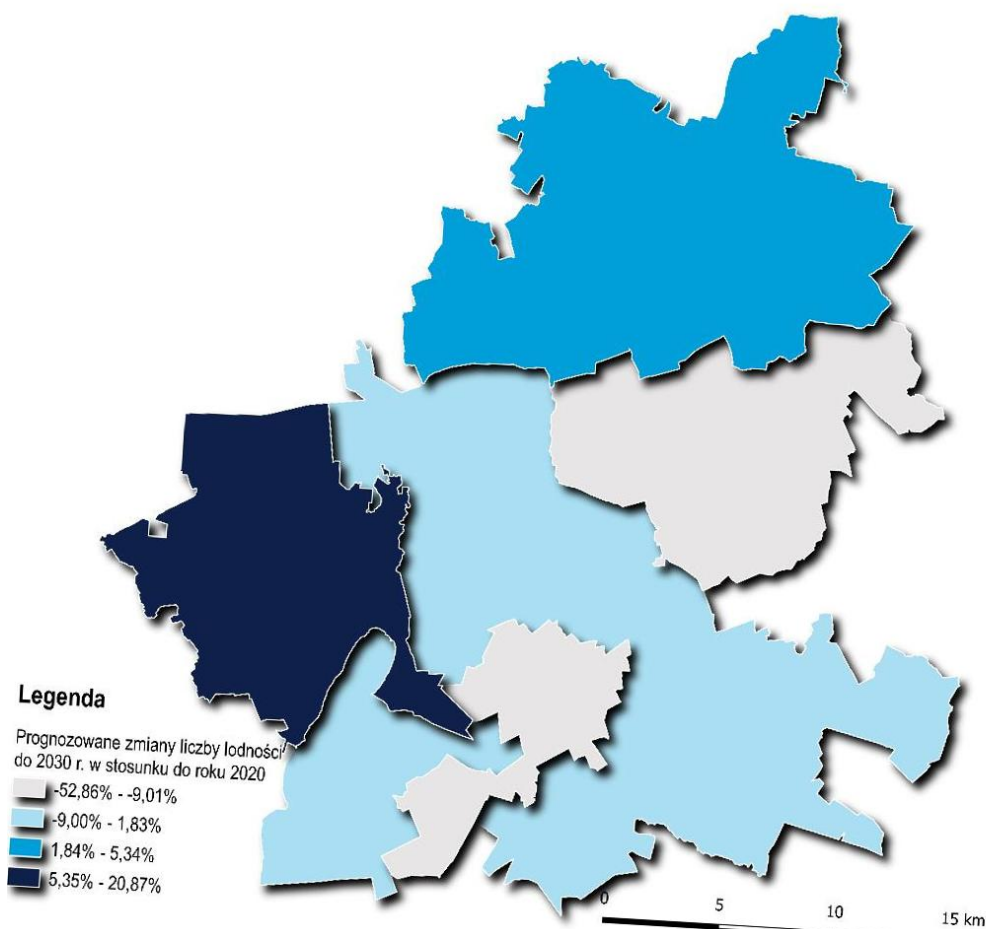 Legenda
Prognozowane zmiany liczby lodności
do 2030 r. w stosunku do roku 2020
-52,86% - -9,01%
-9,00% - 1,83%
1,84% - 5,34%
5,35% - 20,87%
0 5 10 15 km